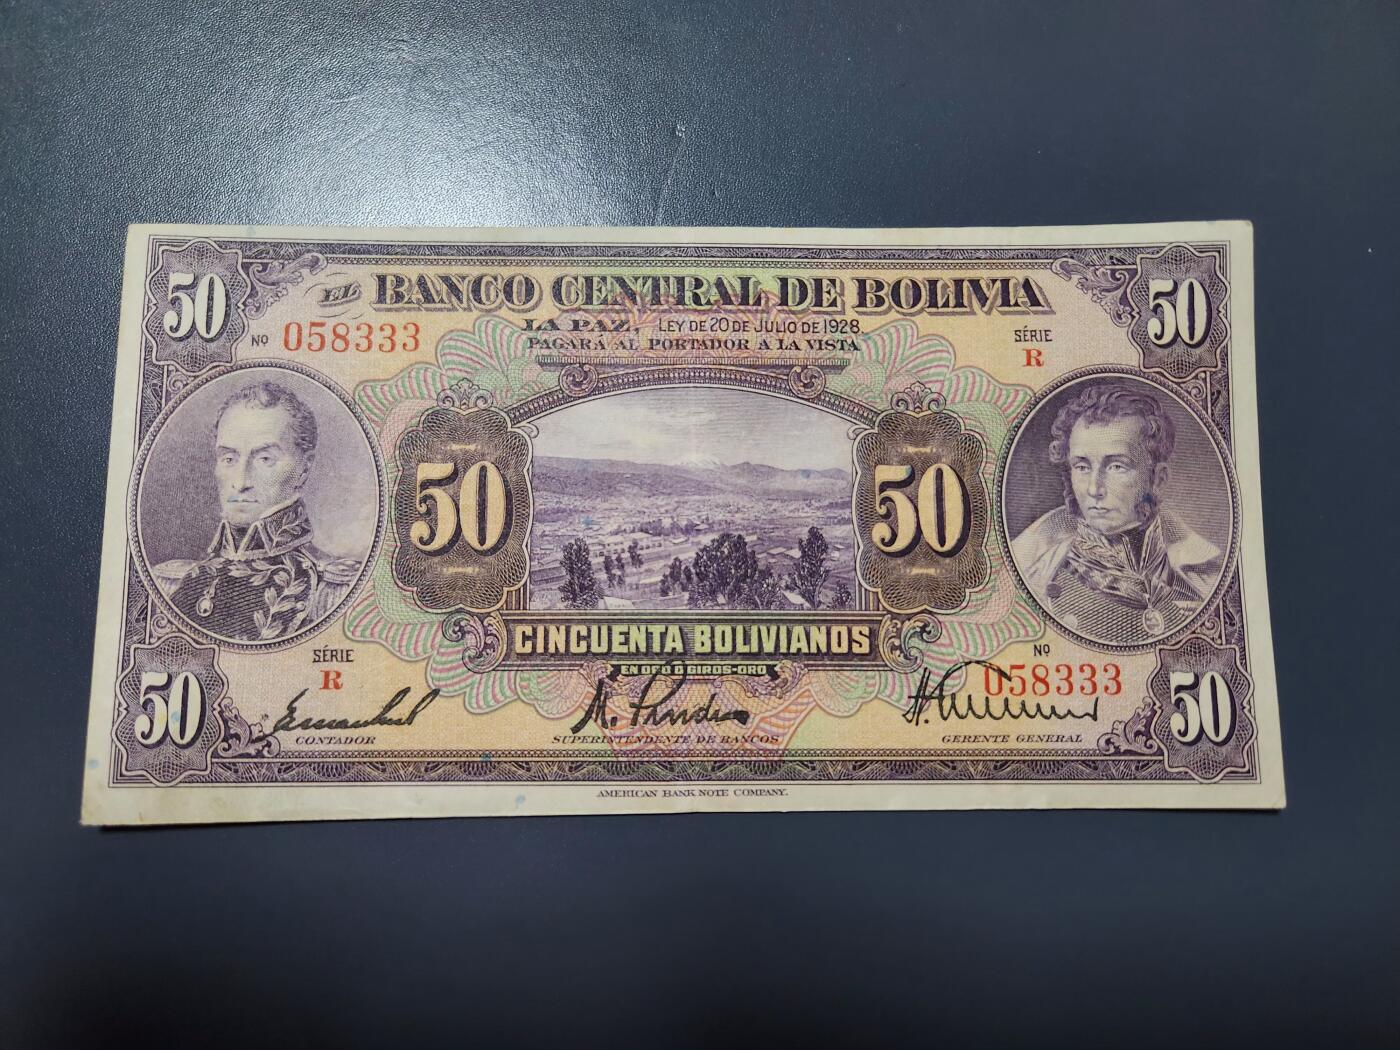 50
EL BANCO CENTRAL DE BOLIVIA
50
Nº 058333
LA PAZ, LEY DE 20 DE JULIO DE 1928
PAGARÁ AL PORTADOR A LA VISTA
SÉRIE
R
50
50
CINCUENTA BOLIVIANOS
EN ORO Ó GIROS-ORO
SÉRIE
R
Nº
058333
50
CONTADOR
SUPERINTENDENTE DE BANCOS
GERENTE GENERAL
50
AMERICAN BANK NOTE COMPANY.